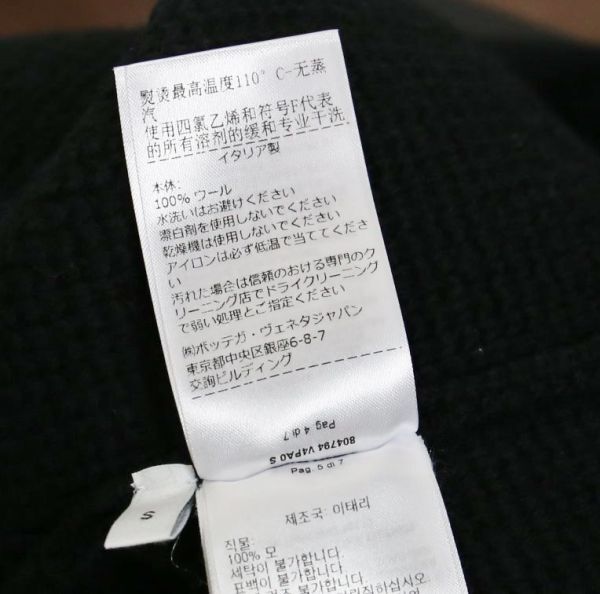 熨烫最高温度110° C-无蒸
汽
使用四氯乙烯和符号F代表
的所有溶剂的缓和专业干洗
イタリア製
本体:
100% ウール
水洗いはお避けください
漂白剤を使用しないでください
乾燥機は使用しないでください
アイロンは必ず低温で当ててくださ
い
汚れた場合は信頼のおける専門のク
リーニング店でドライクリーニング
で弱い処理とご指定ください
㈱ボッテガ・ヴェネタジャパン
東京都中央区銀座6-8-7
交詢ビルディング
Pag 4 di 7
804794 V4PA0 S
Pag. 5 di 7
S
제조국: 이태리
직물:
100% 모
세탁이 불가합니다.
표백이 불가합니다.
불가합니다.